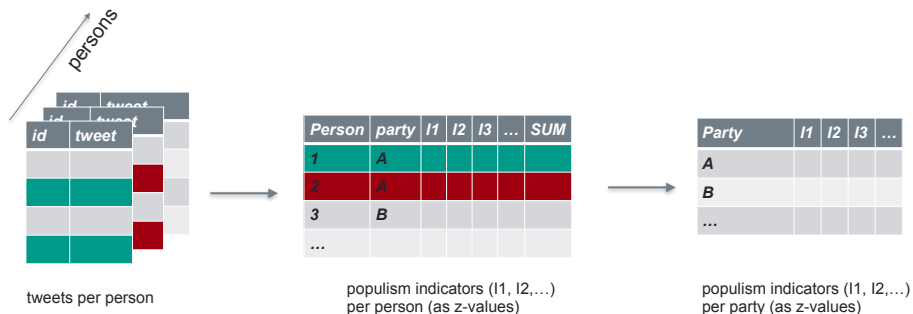 persons
id tweet
id tweet
id tweet
Person party I1 I2 I3 ... SUM
1 A
2 A
3 B
...
Party I1 I2 I3 ...
A
B
...
tweets per person
populism indicators (I1, I2,...)
per person (as z-values)
populism indicators (I1, I2,...)
per party (as z-values)